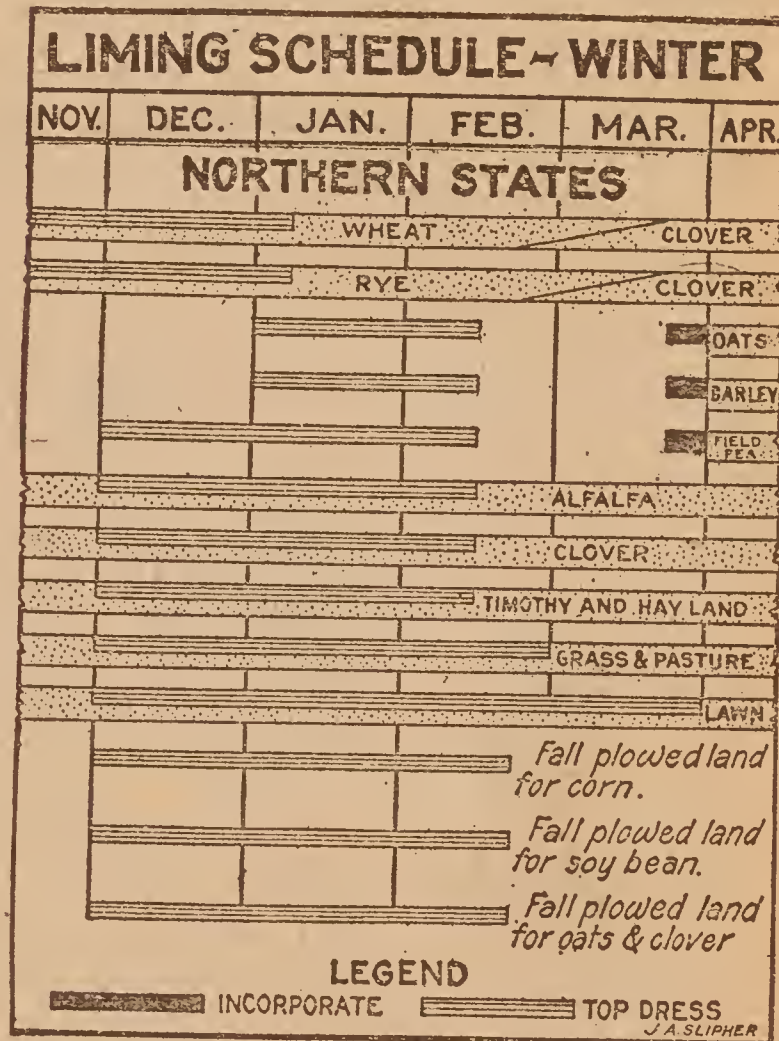 LIMING SCHEDULE ~ WINTER
NOV. DEC. JAN. FEB. MAR. APR.
NORTHERN STATES
WHEAT CLOVER
RYE CLOVER
OATS
BARLEY
FIELD
PEA
ALFALFA
CLOVER
TIMOTHY AND HAY LAND
GRASS & PASTURE
LAWN
Fall plowed land
for corn.
Fall plowed land
for soy bean.
Fall plowed land
for oats & clover
LEGEND
INCORPORATE TOP DRESS
J A. SLIPHER